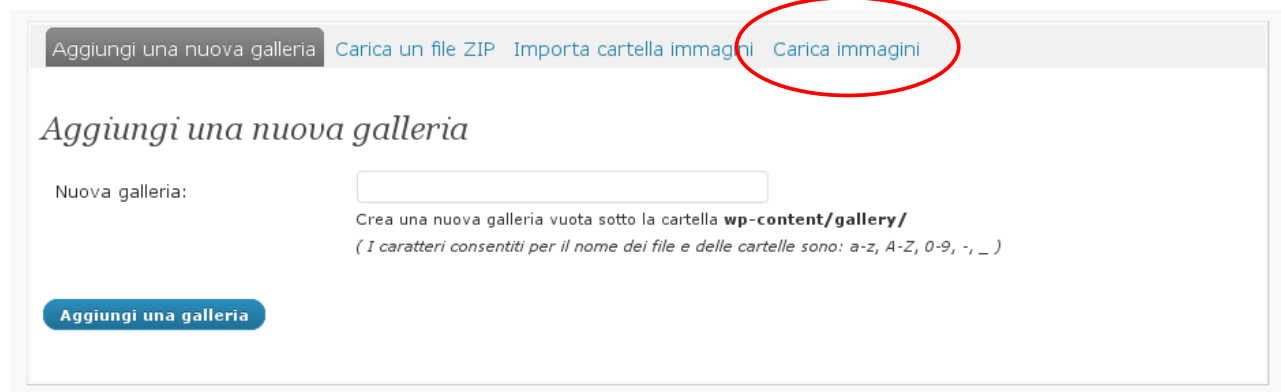 Aggiungi una nuova galleria Carica un file ZIP Importa cartella immagini Carica immagini
Aggiungi una nuova galleria
Nuova galleria:
Crea una nuova galleria vuota sotto la cartella wp-content/gallery/
( I caratteri consentiti per il nome dei file e delle cartelle sono: a-z, A-Z, 0-9, -, _ )
Aggiungi una galleria